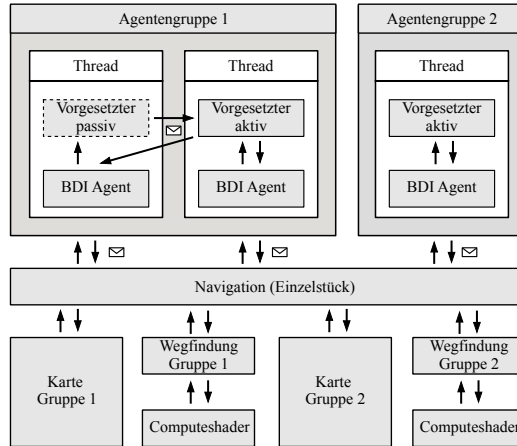 Agentengruppe 1
Agentengruppe 2
Thread
Thread
Thread
Vorgesetzter
passiv
Vorgesetzter
aktiv
Vorgesetzter
aktiv
BDI Agent
BDI Agent
BDI Agent
Navigation (Einzelstück)
Karte
Gruppe 1
Wegfindung
Gruppe 1
Karte
Gruppe 2
Wegfindung
Gruppe 2
Computeshader
Computeshader